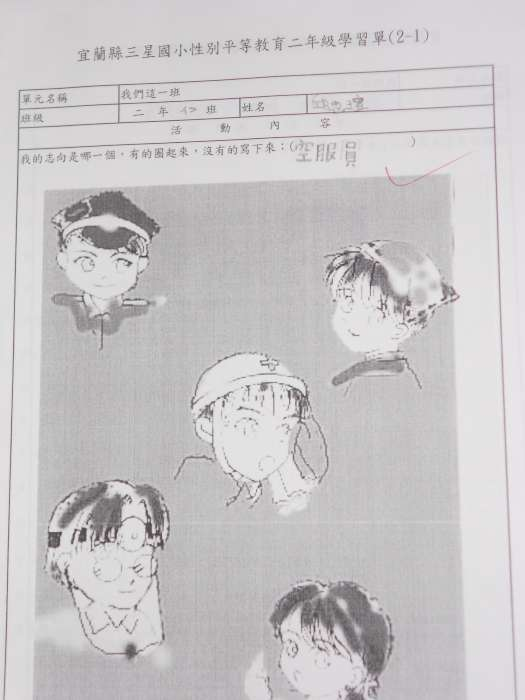 宜蘭縣三星國小性別平等教育二年級學習單(2-1)
單元名稱 我們這一班
班級 二 年 仁 班 姓名
活 動 內 容
我的志向是哪一個，有的圈起來，沒有的寫下來：(空服員)